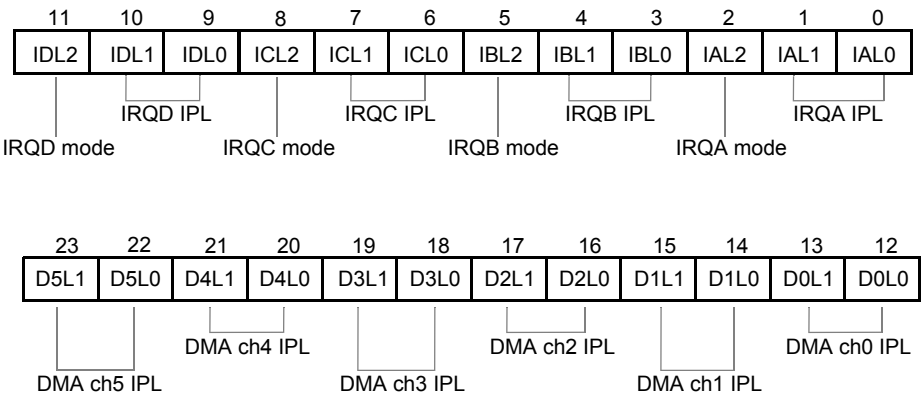 11 10 9 8 7 6 5 4 3 2 1 0
IDL2 IDL1 IDL0 ICL2 ICL1 ICL0 IBL2 IBL1 IBL0 IAL2 IAL1 IAL0
IRQD IPL IRQC IPL IRQB IPL IRQA IPL
IRQD mode IRQC mode IRQB mode IRQA mode
23 22 21 20 19 18 17 16 15 14 13 12
D5L1 D5L0 D4L1 D4L0 D3L1 D3L0 D2L1 D2L0 D1L1 D1L0 D0L1 D0L0
DMA ch4 IPL DMA ch2 IPL DMA ch0 IPL
DMA ch5 IPL DMA ch3 IPL DMA ch1 IPL